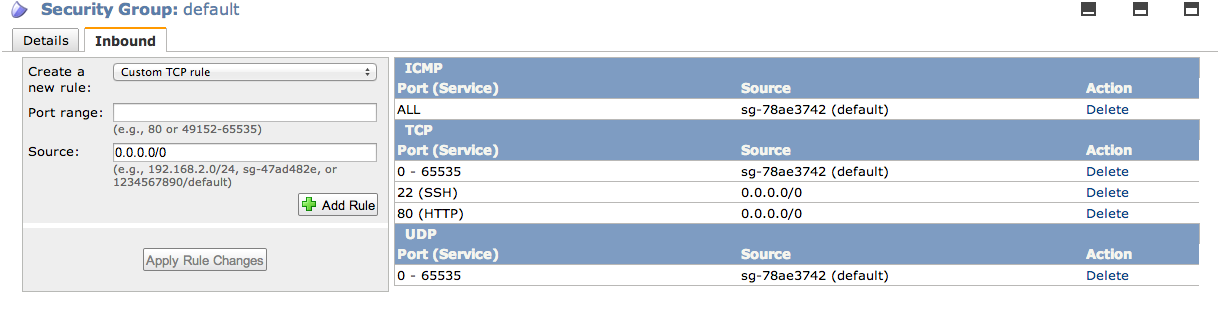 Security Group: default
Details Inbound
Create a new rule: Custom TCP rule
Port range:
(e.g., 80 or 49152-65535)
Source: 0.0.0.0/0
(e.g., 192.168.2.0/24, sg-47ad482e, or
1234567890/default)
Add Rule
Apply Rule Changes
ICMP
Port (Service) Source Action
ALL sg-78ae3742 (default) Delete
TCP
Port (Service) Source Action
0 - 65535 sg-78ae3742 (default) Delete
22 (SSH) 0.0.0.0/0 Delete
80 (HTTP) 0.0.0.0/0 Delete
UDP
Port (Service) Source Action
0 - 65535 sg-78ae3742 (default) Delete